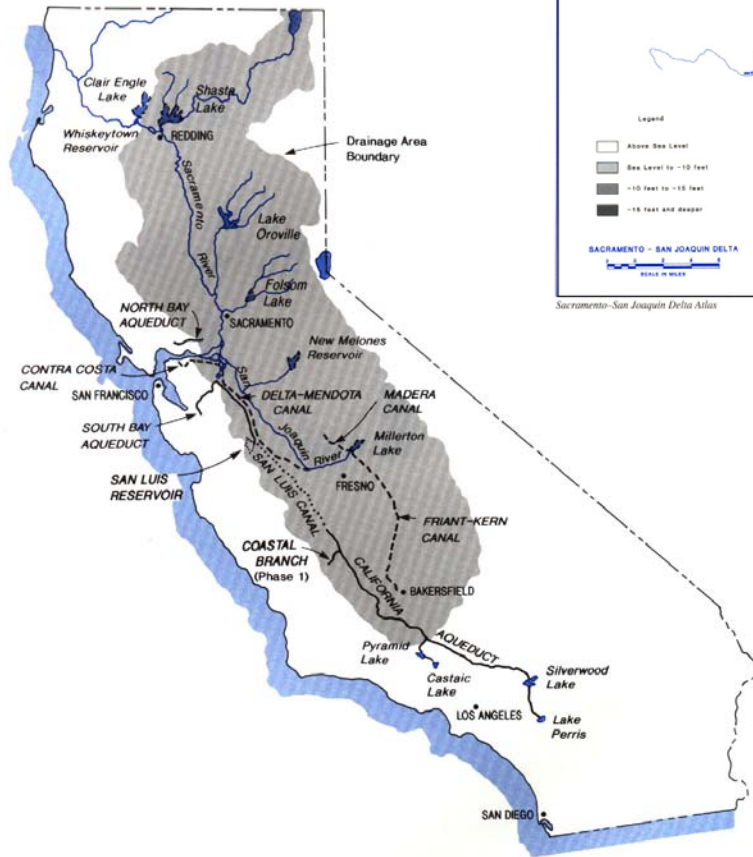 Clair Engle
Lake
Shasta
Lake
Whiskeytown
Reservoir
REDDING
Drainage Area
Boundary
Sacramento
River
Lake
Oroville
Folsom
Lake
NORTH BAY
AQUEDUCT
SACRAMENTO
New Melones
Reservoir
CONTRA COSTA
CANAL
SAN FRANCISCO
San
Joaquin
River
DELTA-MENDOTA
CANAL
MADERA
CANAL
SOUTH BAY
AQUEDUCT
Millerton
Lake
SAN LUIS
RESERVOIR
SAN LUIS CANAL
FRESNO
FRIANT-KERN
CANAL
COASTAL
BRANCH
(Phase 1)
CALIFORNIA
AQUEDUCT
BAKERSFIELD
Pyramid
Lake
Castaic
Lake
Silverwood
Lake
LOS ANGELES
Lake
Perris
SAN DIEGO
Legend
Above Sea Level
Sea Level to -10 feet
-10 feet to -15 feet
-15 feet and deeper
SACRAMENTO - SAN JOAQUIN DELTA
SCALE IN MILES
Sacramento-San Joaquin Delta Atlas